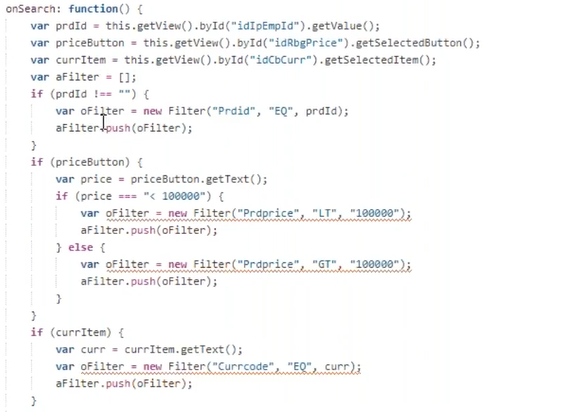 onSearch: function() {
var prdId = this.getView().byId("idIpEmpId").getValue();
var priceButton = this.getView().byId("idRbgPrice").getSelectedButton();
var currItem = this.getView().byId("idCbCurr").getSelectedItem();
var aFilter = [];
if (prdId !== "") {
var oFilter = new Filter("Prdid", "EQ", prdId);
aFilter.push(oFilter);
}
if (priceButton) {
var price = priceButton.getText();
if (price === "< 100000") {
var oFilter = new Filter("Prdprice", "LT", "100000");
aFilter.push(oFilter);
} else {
var oFilter = new Filter("Prdprice", "GT", "100000");
aFilter.push(oFilter);
}
}
if (currItem) {
var curr = currItem.getText();
var oFilter = new Filter("Currcode", "EQ", curr);
aFilter.push(oFilter);
}